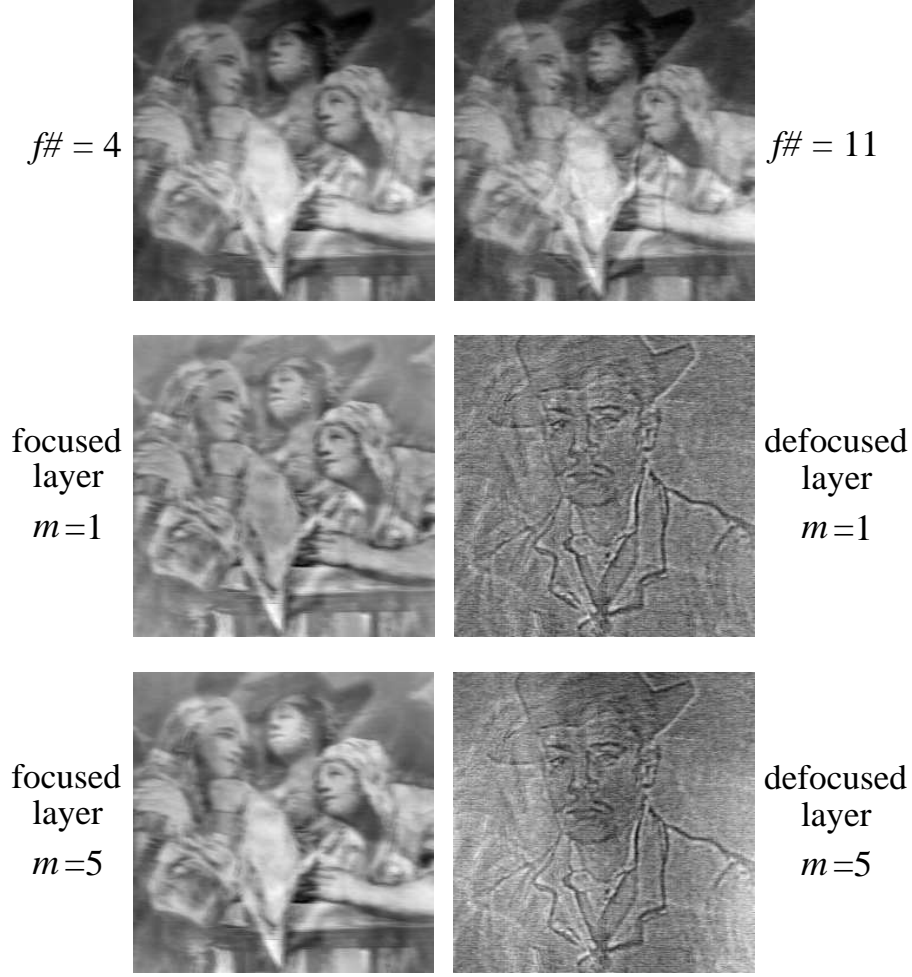 f# = 4
f# = 11
focused
layer
m=1
defocused
layer
m=1
focused
layer
m=5
defocused
layer
m=5